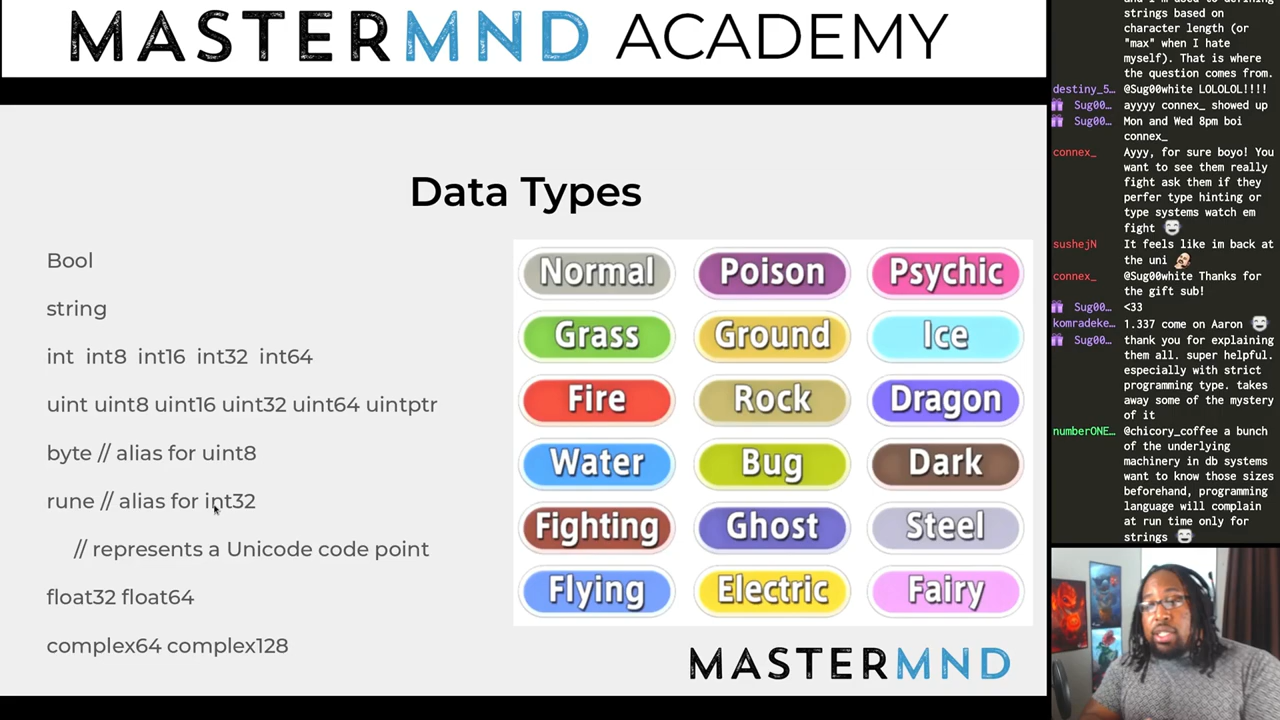 MASTERMND ACADEMY
Data Types
Bool
string
int int8 int16 int32 int64
uint uint8 uint16 uint32 uint64 uintptr
byte // alias for uint8
rune // alias for int32
// represents a Unicode code point
float32 float64
complex64 complex128
Normal Poison Psychic
Grass Ground Ice
Fire Rock Dragon
Water Bug Dark
Fighting Ghost Steel
Flying Electric Fairy
MASTERMND
strings based on
character length (or
"max" when I hate
myself). That is where
the question comes from.
destiny_5… @Sug00white LOLOLOL!!!!
Sug00… ayyyy connex_ showed up
Sug00… Mon and Wed 8pm boi
connex_
connex_ Ayyy, for sure boyo! You
want to see them really
fight ask them if they
perfer type hinting or
type systems watch em
fight
sushejN It feels like im back at
the uni
connex_ @Sug00white Thanks for
the gift sub!
Sug00… <33
komradeke… 1.337 come on Aaron
Sug00… thank you for explaining
them all. super helpful.
especially with strict
programming type. takes
away some of the mystery
of it
numberONE… @chicory_coffee a bunch
of the underlying
machinery in db systems
want to know those sizes
beforehand, programming
language will complain
at run time only for
strings